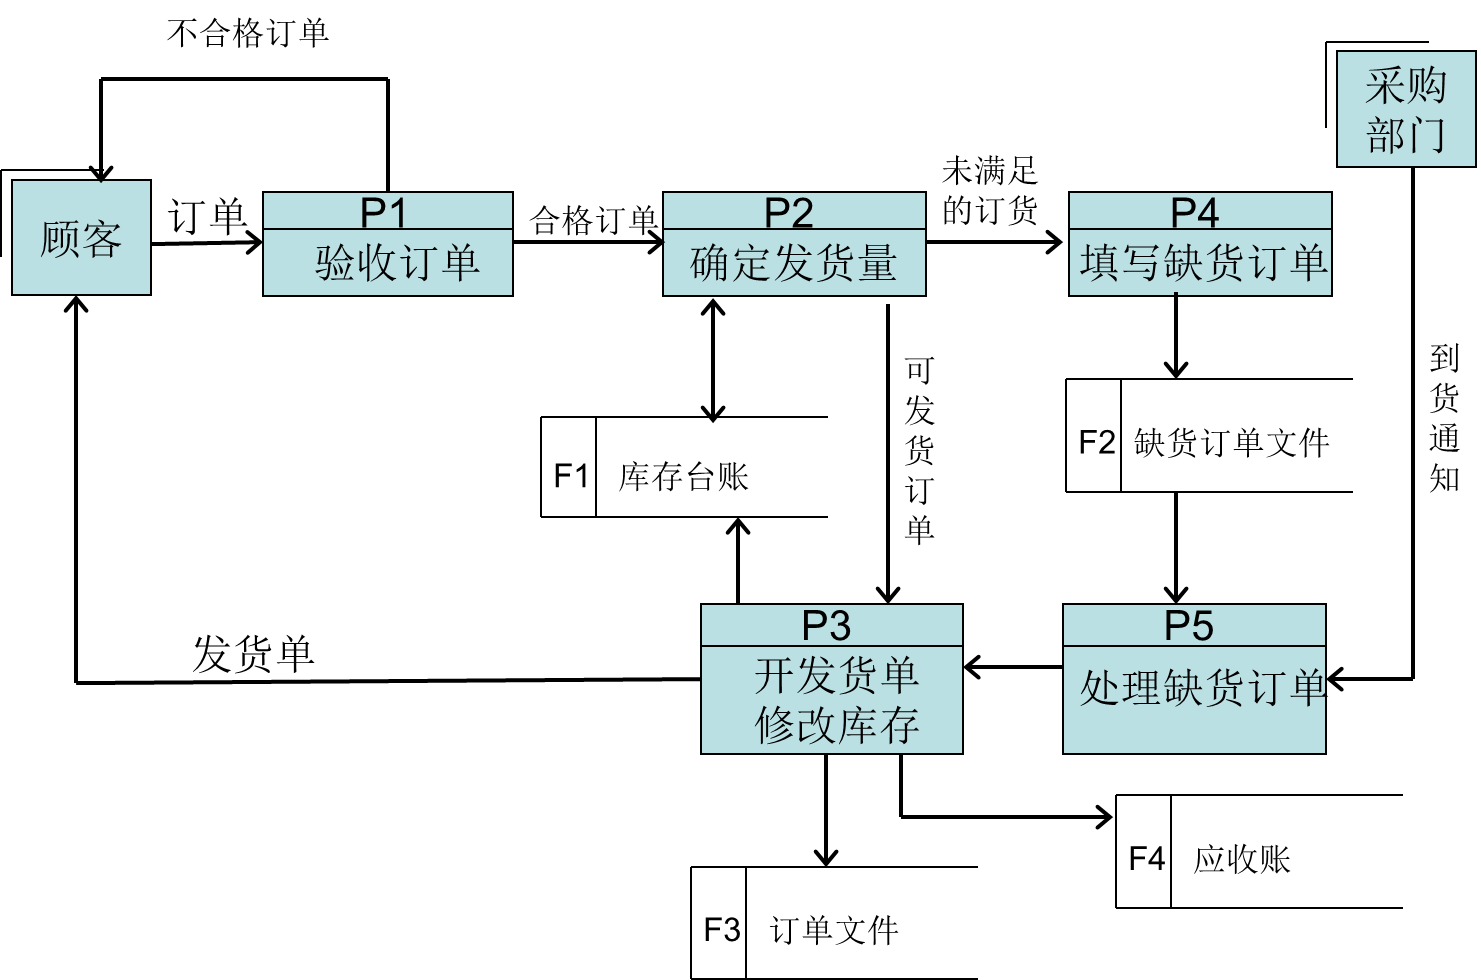 不合格订单
采购
部门
顾客
订单
P1
验收订单
合格订单
P2
确定发货量
未满足
的订货
P4
填写缺货订单
可发货订单
到货通知
F1
库存台账
F2
缺货订单文件
发货单
P3
开发货单
修改库存
P5
处理缺货订单
F4
应收账
F3
订单文件